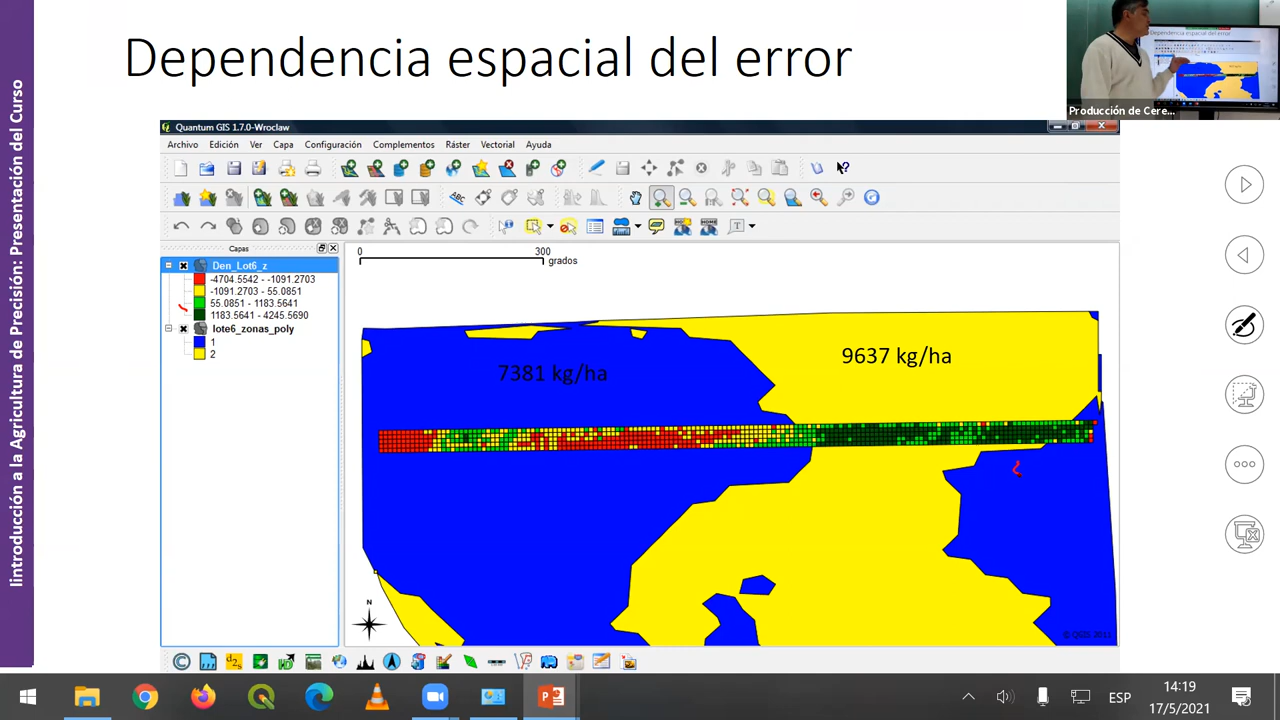 Dependencia espacial del error
Iintroducción a la Agricultura de Precisión: Presentación del Curso
Producción de Cere...
Quantum GIS 1.7.0-Wroclaw
Archivo Edición Ver Capa Configuración Complementos Ráster Vectorial Ayuda
Capas
Den_Lot6_z
-4704.5542 - -1091.2703
-1091.2703 - 55.0851
55.0851 - 1183.5641
1183.5641 - 4245.5690
lote6_zonas_poly
1
2
0 300
grados
7381 kg/ha
9637 kg/ha
N
© QGIS 2011
ESP
14:19
17/5/2021